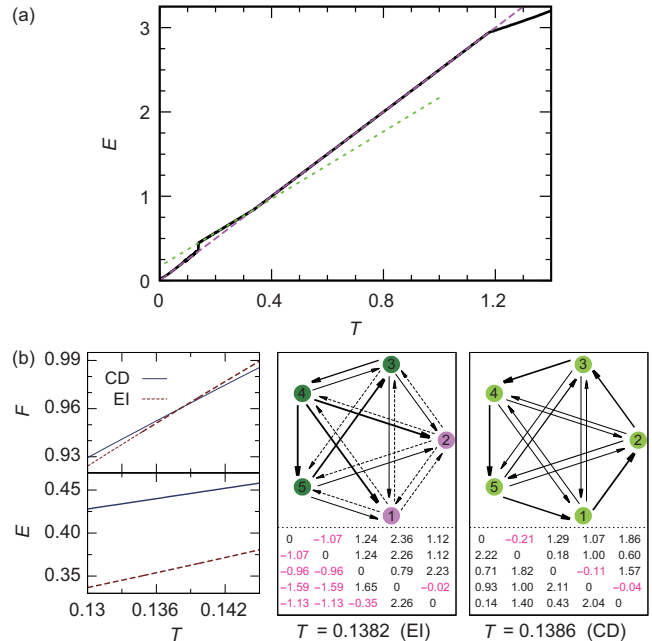 (a)
3
2
1
0
E
0
0.4
0.8
1.2
T
(b)
0.99
0.96
0.93
F
CD
EI
0.45
0.35
E
0.13
0.136
0.142
T
3
4
2
5
1
0 −1.07 1.24 2.36 1.12
−1.07 0 1.24 2.26 1.12
−0.96 −0.96 0 0.79 2.23
−1.59 −1.59 1.65 0 −0.02
−1.13 −1.13 −0.35 2.26 0
T = 0.1382 (EI)
3
4
2
5
1
0 −0.21 1.29 1.07 1.86
2.22 0 0.18 1.00 0.60
0.71 1.82 0 −0.11 1.57
0.93 1.00 2.11 0 −0.04
0.14 1.40 0.43 2.04 0
T = 0.1386 (CD)